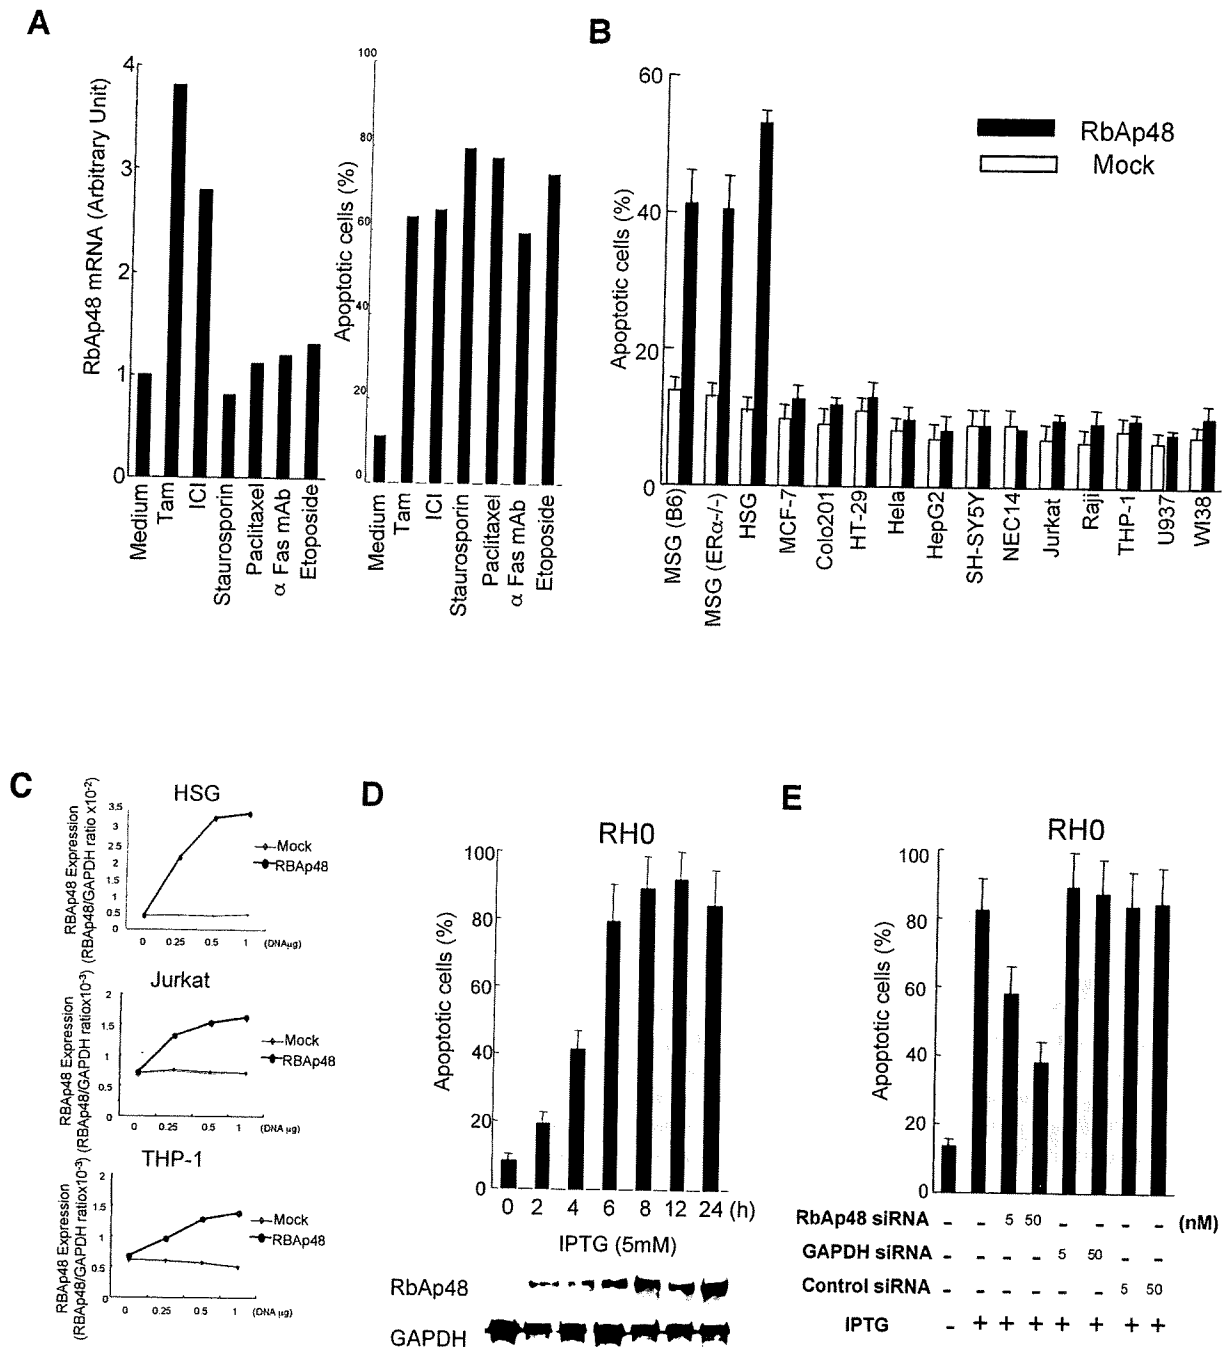 A
RbAp48 mRNA (Arbitrary Unit)
4
3
2
1
0
Medium
Tam
ICI
Staurosporin
Paclitaxel
α Fas mAb
Etoposide
Apoptotic cells (%)
100
80
60
40
20
0
Medium
Tam
ICI
Staurosporin
Paclitaxel
α Fas mAb
Etoposide
B
Apoptotic cells (%)
60
40
20
0
RbAp48
Mock
MSG (B6)
MSG (ERα-/-)
HSG
MCF-7
Colo201
HT-29
Hela
HepG2
SH-SY5Y
NEC14
Jurkat
Raji
THP-1
U937
WI38
C
HSG
RBAp48 Expression
(RBAp48/GAPDH ratio x10-2)
3.5
3
2.5
2
1.5
1
0.5
0
0 0.25 0.5 1 (DNAμg)
Mock
RBAp48
Jurkat
RBAp48 Expression
(RBAp48/GAPDH ratiox10-3)
2
1.5
1
0.5
0
0 0.25 0.5 1 (DNA μg)
Mock
RBAp48
THP-1
RBAp48 Expression
(RBAp48/GAPDH ratiox10-3)
2
1.5
1
0.5
0
0 0.25 0.5 1 (DNA μg)
Mock
RBAp48
D
RH0
Apoptotic cells (%)
100
80
60
40
20
0
0 2 4 6 8 12 24 (h)
IPTG (5mM)
RbAp48
GAPDH
E
RH0
Apoptotic cells (%)
100
80
60
40
20
0
RbAp48 siRNA - - 5 50 - - - - (nM)
GAPDH siRNA - - - - 5 50 - -
Control siRNA - - - - - - 5 50
IPTG - + + + + + + +